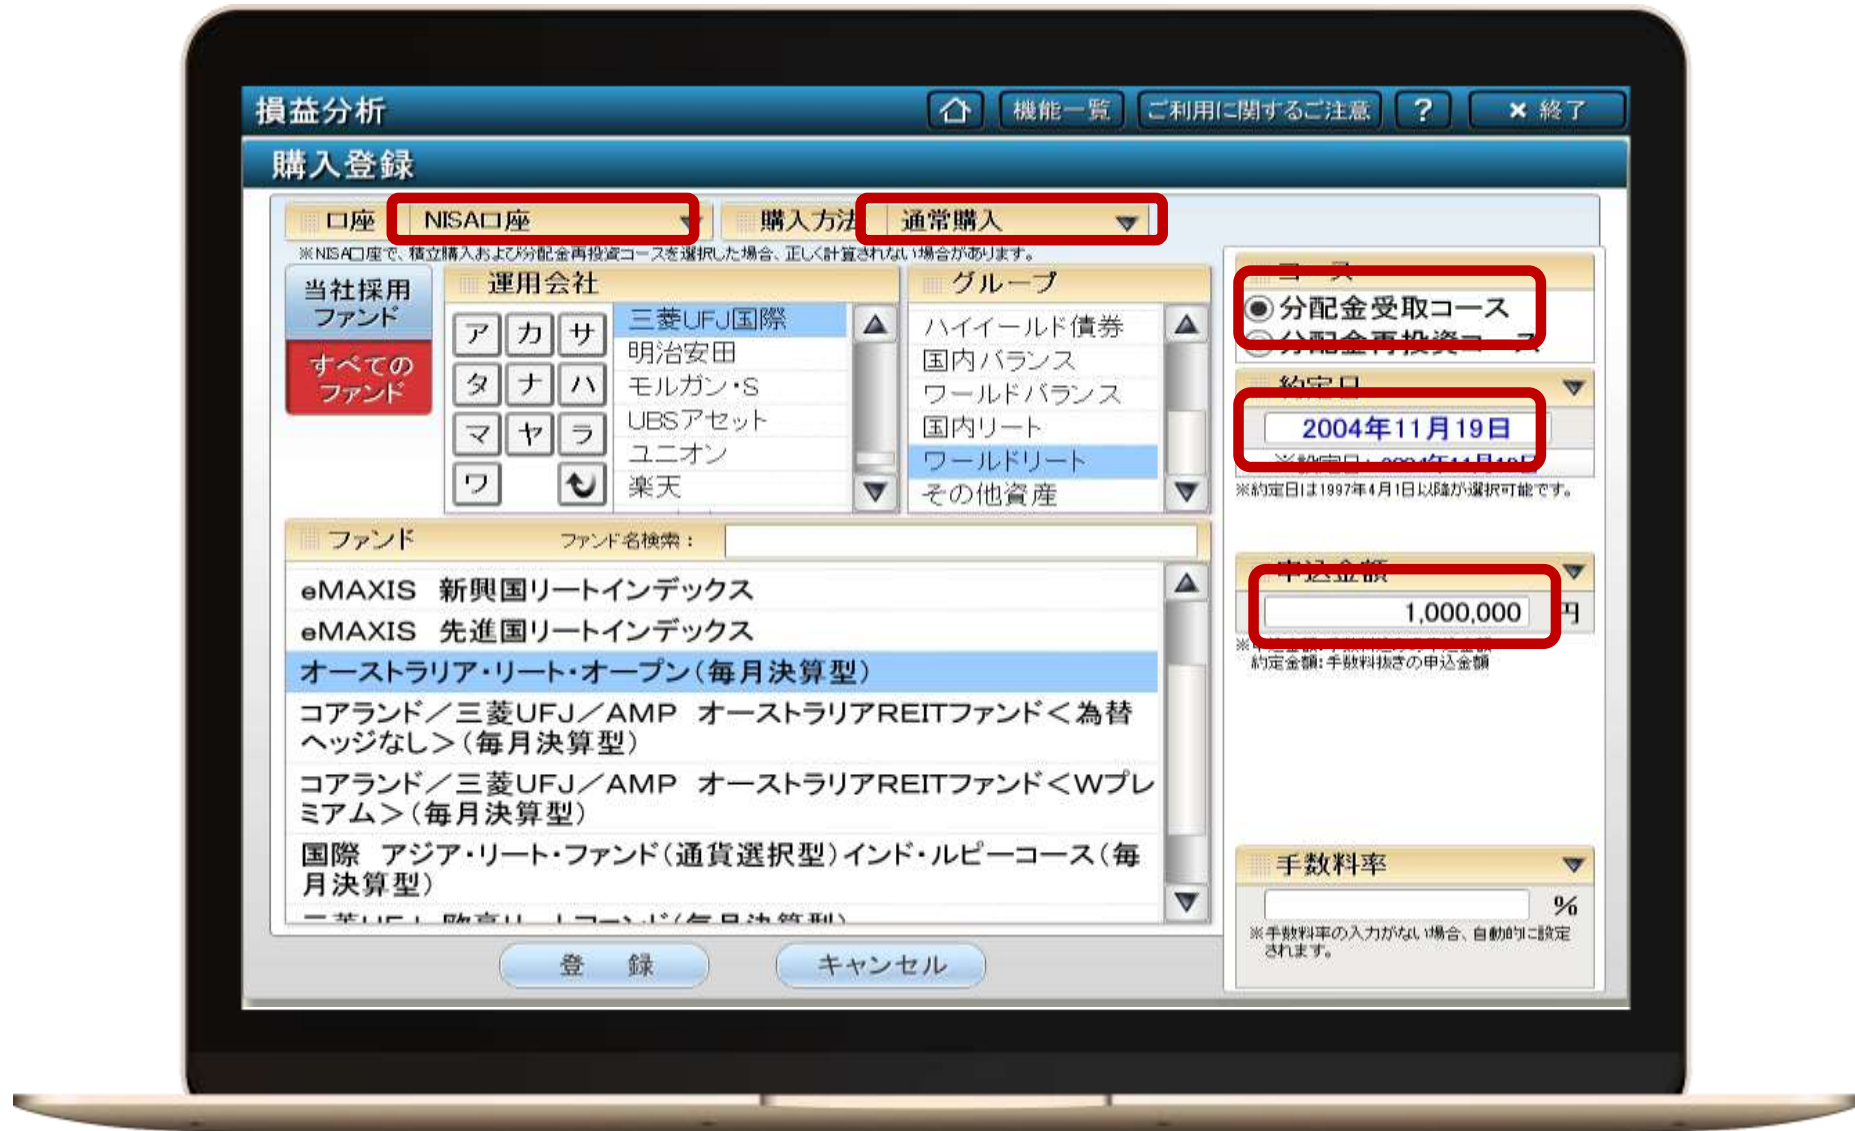 損益分析
機能一覧
ご利用に関するご注意
?
× 終了
購入登録
口座 NISA口座
購入方法 通常購入
※NISA口座で、積立購入および分配金再投資コースを選択した場合、正しく計算されない場合があります。
当社採用
ファンド
すべての
ファンド
運用会社
ア カ サ
タ ナ ハ
マ ヤ ラ
ワ
三菱UFJ国際
明治安田
モルガン・S
UBSアセット
ユニオン
楽天
グループ
ハイイールド債券
国内バランス
ワールドバランス
国内リート
ワールドリート
その他資産
コース
分配金受取コース
分配金再投資コース
約定日
2004年11月19日
※約定日は1997年4月1日以降が選択可能です。
申込金額
1,000,000 円
約定金額:手数料抜きの申込金額
手数料率
%
※手数料率の入力がない場合、自動的に設定
されます。
ファンド
ファンド名検索:
eMAXIS 新興国リートインデックス
eMAXIS 先進国リートインデックス
オーストラリア・リート・オープン(毎月決算型)
コアランド/三菱UFJ/AMP オーストラリアREITファンド<為替
ヘッジなし>(毎月決算型)
コアランド/三菱UFJ/AMP オーストラリアREITファンド<Wプレ
ミアム>(毎月決算型)
国際 アジア・リート・ファンド(通貨選択型)インド・ルピーコース(毎
月決算型)
登 録
キャンセル